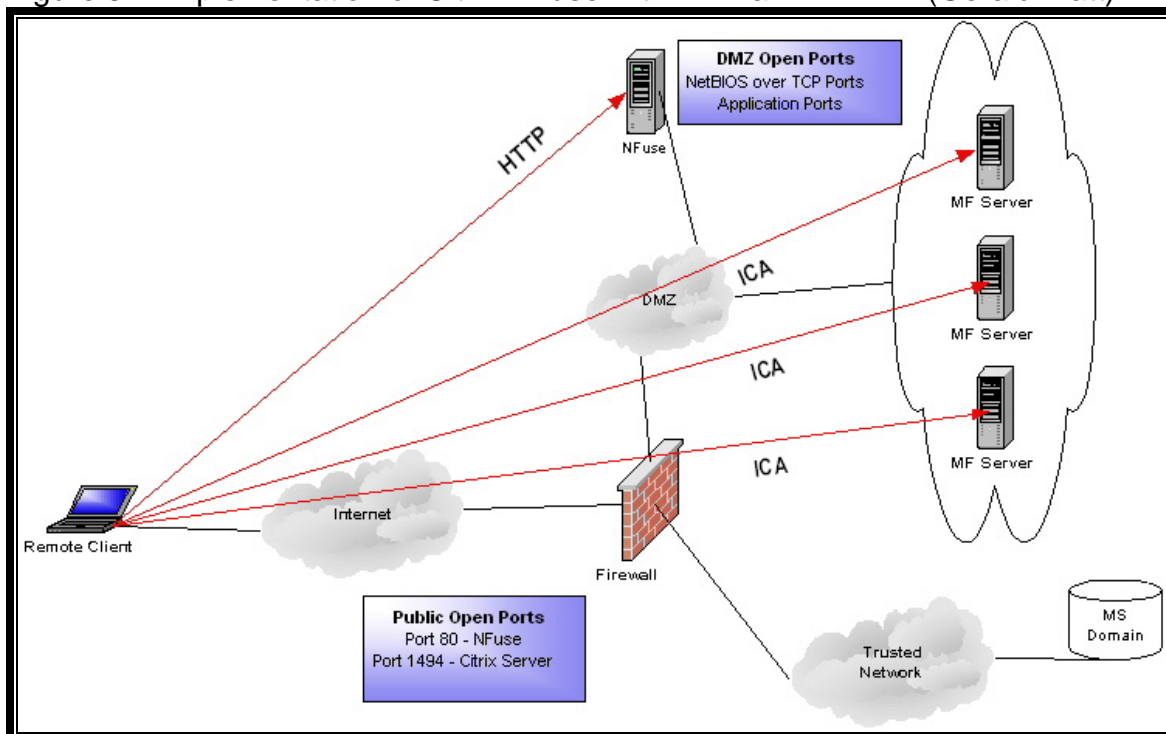 DMZ Open Ports
NetBIOS over TCP Ports
Application Ports
NFuse
HTTP
MF Server
ICA
DMZ
MF Server
ICA
MF Server
ICA
Internet
Remote Client
Firewall
Public Open Ports
Port 80 - NFuse
Port 1494 - Citrix Server
MS
Domain
Trusted
Network